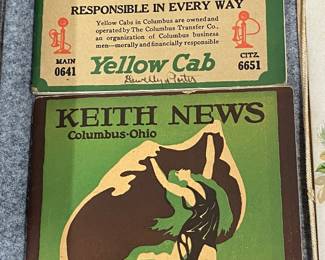 RESPONSIBLE IN EVERY WAY
Yellow Cabs in Columbus are owned and
operated by The Columbus Transfer Co.,
an organization of Columbus business
men—morally and financially responsible
MAIN
0641
CITZ.
6651
Yellow Cab
KEITH NEWS
Columbus-Ohio